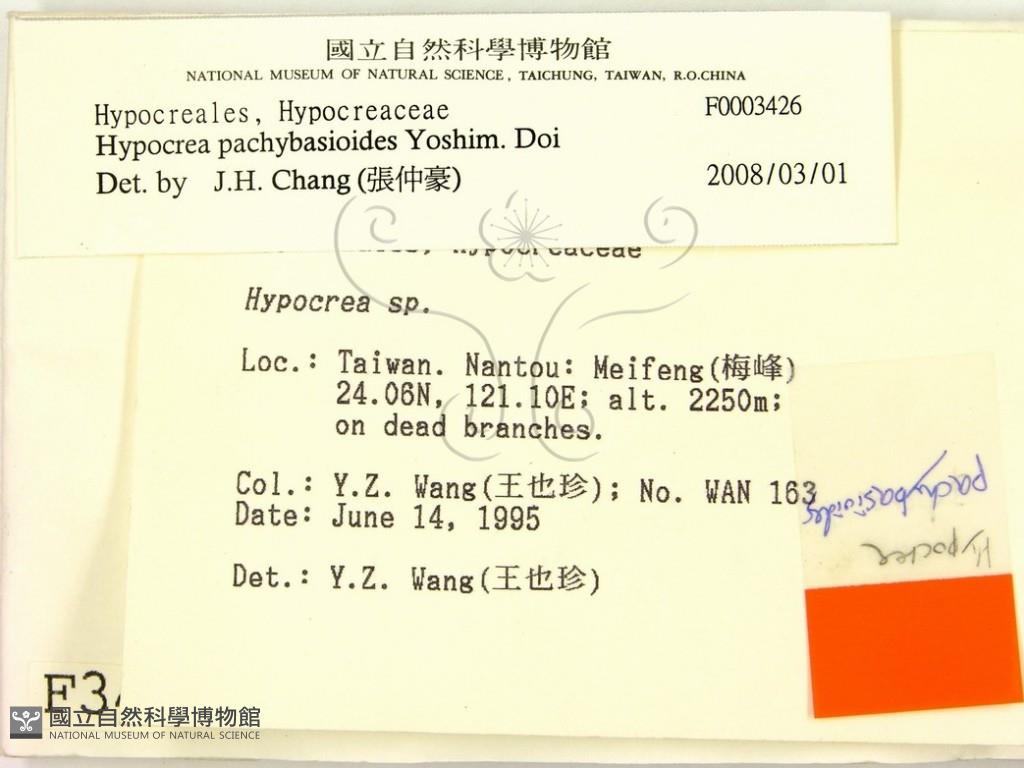 國立自然科學博物館
NATIONAL MUSEUM OF NATURAL SCIENCE, TAICHUNG, TAIWAN, R.O.CHINA
Hypocreales, Hypocreaceae F0003426
Hypocrea pachybasioides Yoshim. Doi
Det. by J.H. Chang (張仲豪) 2008/03/01
Hypocreaceae
Hypocrea sp.
Loc.: Taiwan. Nantou: Meifeng(梅峰)
24.06N, 121.10E; alt. 2250m;
on dead branches.
Col.: Y.Z. Wang(王也珍); No. WAN 163
Date: June 14, 1995
Det.: Y.Z. Wang(王也珍)
Hypocrea
pachybasioides
F34
國立自然科學博物館
NATIONAL MUSEUM OF NATURAL SCIENCE